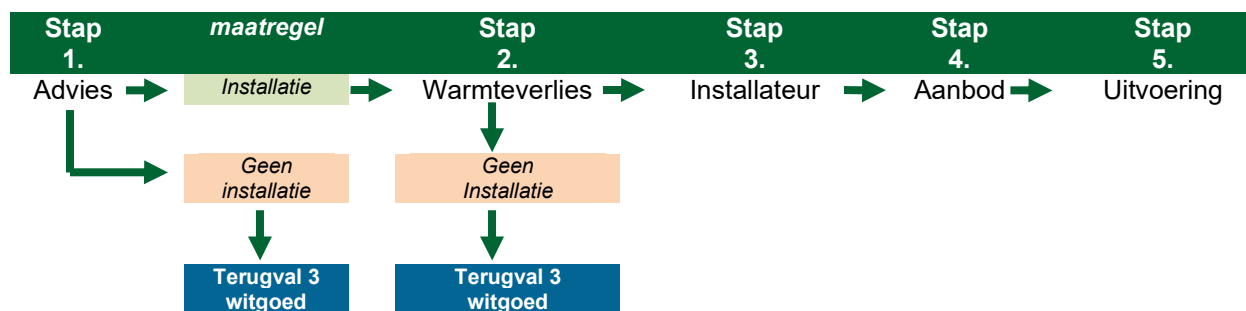 Stap 1. maatregel Stap 2. Stap 3. Stap 4. Stap 5.
Advies Installatie Warmteverlies Installateur Aanbod Uitvoering
Geen installatie
Geen Installatie
Terugval 3 witgoed
Terugval 3 witgoed